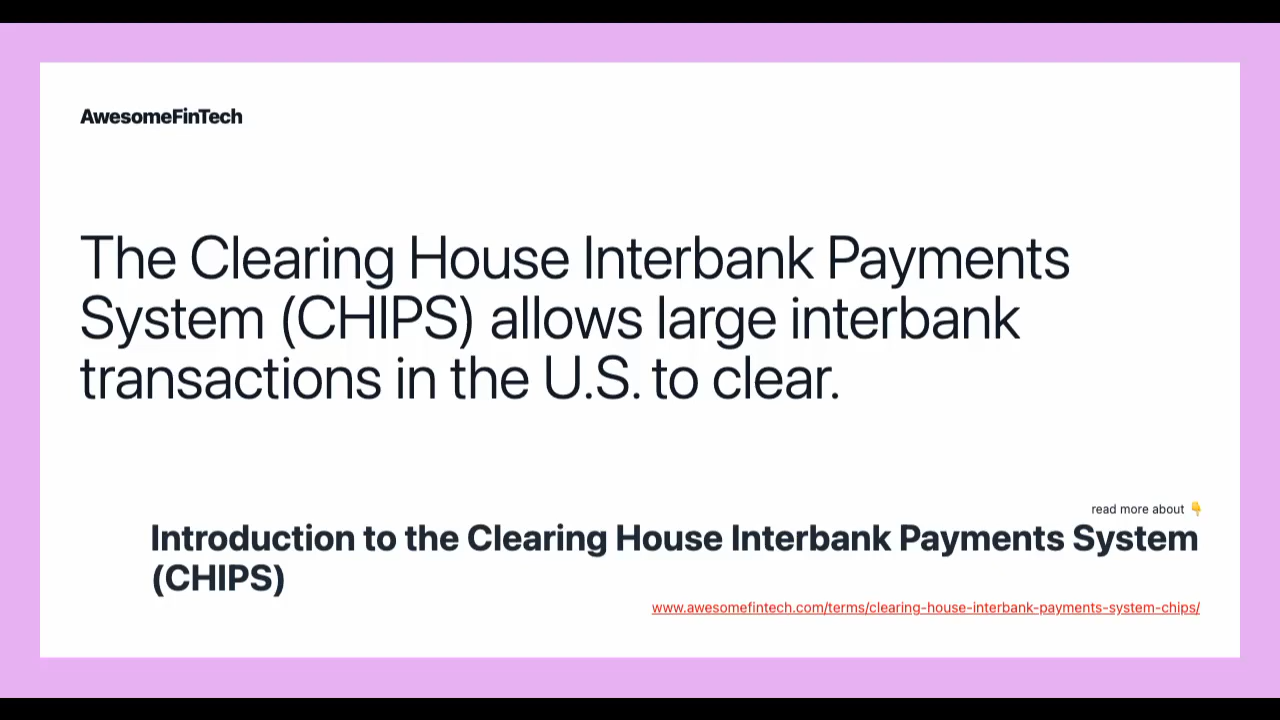 AwesomeFinTech
The Clearing House Interbank Payments
System (CHIPS) allows large interbank
transactions in the U.S. to clear.
read more about 👇
Introduction to the Clearing House Interbank Payments System
(CHIPS)
www.awesomefintech.com/terms/clearing-house-interbank-payments-system-chips/